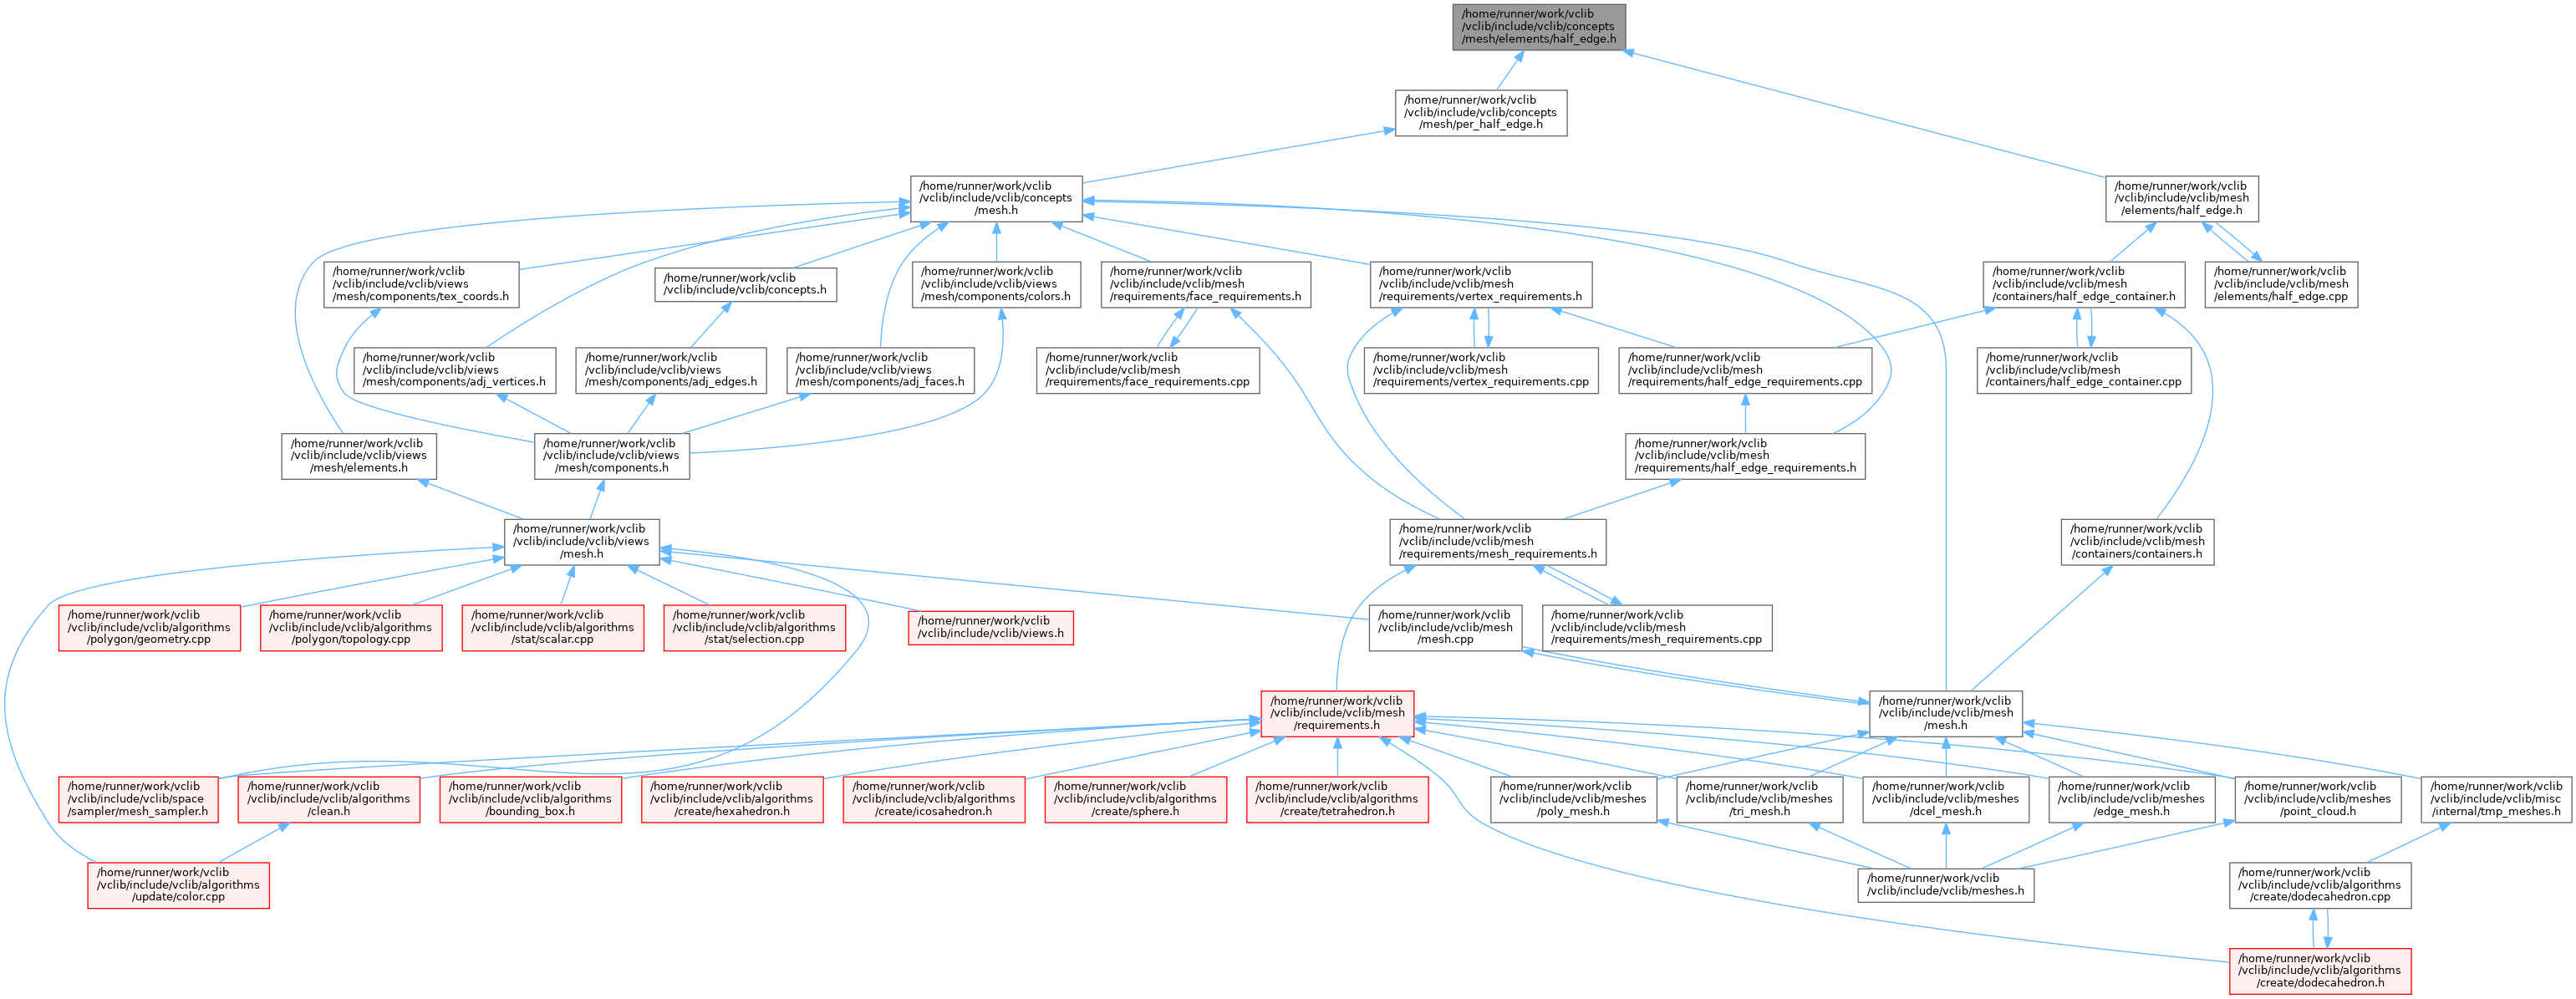 /home/runner/work/vclib
/vclib/include/vclib/concepts
/mesh/elements/half_edge.h
/home/runner/work/vclib
/vclib/include/vclib/concepts
/mesh/per_half_edge.h
/home/runner/work/vclib
/vclib/include/vclib/concepts
/mesh.h
/home/runner/work/vclib
/vclib/include/vclib/mesh
/elements/half_edge.h
/home/runner/work/vclib
/vclib/include/vclib/views
/mesh/components/tex_coords.h
/home/runner/work/vclib
/vclib/include/vclib/concepts.h
/home/runner/work/vclib
/vclib/include/vclib/views
/mesh/components/colors.h
/home/runner/work/vclib
/vclib/include/vclib/mesh
/requirements/face_requirements.h
/home/runner/work/vclib
/vclib/include/vclib/mesh
/requirements/vertex_requirements.h
/home/runner/work/vclib
/vclib/include/vclib/mesh
/containers/half_edge_container.h
/home/runner/work/vclib
/vclib/include/vclib/mesh
/elements/half_edge.cpp
/home/runner/work/vclib
/vclib/include/vclib/views
/mesh/components/adj_vertices.h
/home/runner/work/vclib
/vclib/include/vclib/views
/mesh/components/adj_edges.h
/home/runner/work/vclib
/vclib/include/vclib/views
/mesh/components/adj_faces.h
/home/runner/work/vclib
/vclib/include/vclib/mesh
/requirements/face_requirements.cpp
/home/runner/work/vclib
/vclib/include/vclib/mesh
/requirements/vertex_requirements.cpp
/home/runner/work/vclib
/vclib/include/vclib/mesh
/requirements/half_edge_requirements.cpp
/home/runner/work/vclib
/vclib/include/vclib/mesh
/containers/half_edge_container.cpp
/home/runner/work/vclib
/vclib/include/vclib/views
/mesh/elements.h
/home/runner/work/vclib
/vclib/include/vclib/views
/mesh/components.h
/home/runner/work/vclib
/vclib/include/vclib/mesh
/requirements/half_edge_requirements.h
/home/runner/work/vclib
/vclib/include/vclib/views
/mesh.h
/home/runner/work/vclib
/vclib/include/vclib/mesh
/requirements/mesh_requirements.h
/home/runner/work/vclib
/vclib/include/vclib/mesh
/containers/containers.h
/home/runner/work/vclib
/vclib/include/vclib/algorithms
/polygon/geometry.cpp
/home/runner/work/vclib
/vclib/include/vclib/algorithms
/polygon/topology.cpp
/home/runner/work/vclib
/vclib/include/vclib/algorithms
/stat/scalar.cpp
/home/runner/work/vclib
/vclib/include/vclib/algorithms
/stat/selection.cpp
/home/runner/work/vclib
/vclib/include/vclib/views.h
/home/runner/work/vclib
/vclib/include/vclib/mesh
/mesh.cpp
/home/runner/work/vclib
/vclib/include/vclib/mesh
/requirements/mesh_requirements.cpp
/home/runner/work/vclib
/vclib/include/vclib/mesh
/requirements.h
/home/runner/work/vclib
/vclib/include/vclib/mesh
/mesh.h
/home/runner/work/vclib
/vclib/include/vclib/space
/sampler/mesh_sampler.h
/home/runner/work/vclib
/vclib/include/vclib/algorithms
/clean.h
/home/runner/work/vclib
/vclib/include/vclib/algorithms
/bounding_box.h
/home/runner/work/vclib
/vclib/include/vclib/algorithms
/create/hexahedron.h
/home/runner/work/vclib
/vclib/include/vclib/algorithms
/create/icosahedron.h
/home/runner/work/vclib
/vclib/include/vclib/algorithms
/create/sphere.h
/home/runner/work/vclib
/vclib/include/vclib/algorithms
/create/tetrahedron.h
/home/runner/work/vclib
/vclib/include/vclib/meshes
/poly_mesh.h
/home/runner/work/vclib
/vclib/include/vclib/meshes
/tri_mesh.h
/home/runner/work/vclib
/vclib/include/vclib/meshes
/dcel_mesh.h
/home/runner/work/vclib
/vclib/include/vclib/meshes
/edge_mesh.h
/home/runner/work/vclib
/vclib/include/vclib/meshes
/point_cloud.h
/home/runner/work/vclib
/vclib/include/vclib/misc
/internal/tmp_meshes.h
/home/runner/work/vclib
/vclib/include/vclib/algorithms
/update/color.cpp
/home/runner/work/vclib
/vclib/include/vclib/meshes.h
/home/runner/work/vclib
/vclib/include/vclib/algorithms
/create/dodecahedron.cpp
/home/runner/work/vclib
/vclib/include/vclib/algorithms
/create/dodecahedron.h